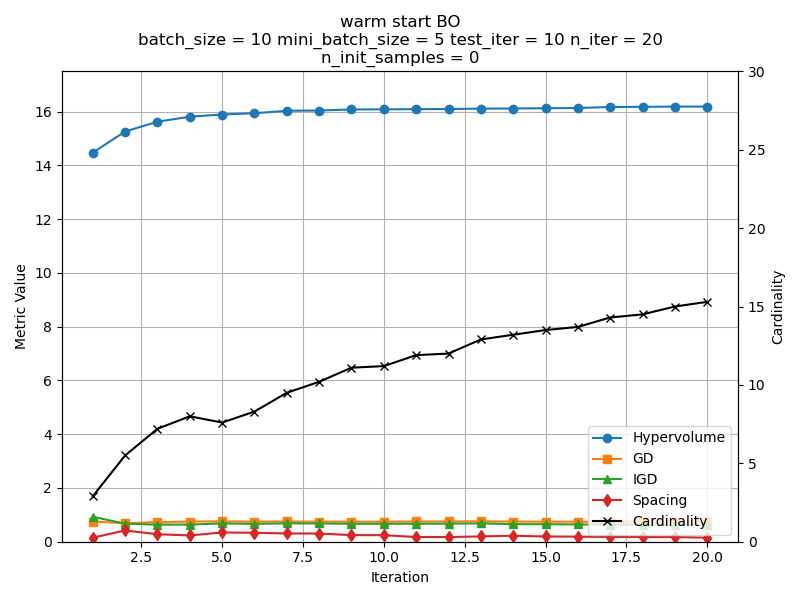 warm start BO
batch_size = 10 mini_batch_size = 5 test_iter = 10 n_iter = 20
n_init_samples = 0
Metric Value
16
14
12
10
8
6
4
2
0
30
25
20
15
10
5
0
Cardinality
Hypervolume
GD
IGD
Spacing
Cardinality
2.5 5.0 7.5 10.0 12.5 15.0 17.5 20.0
Iteration